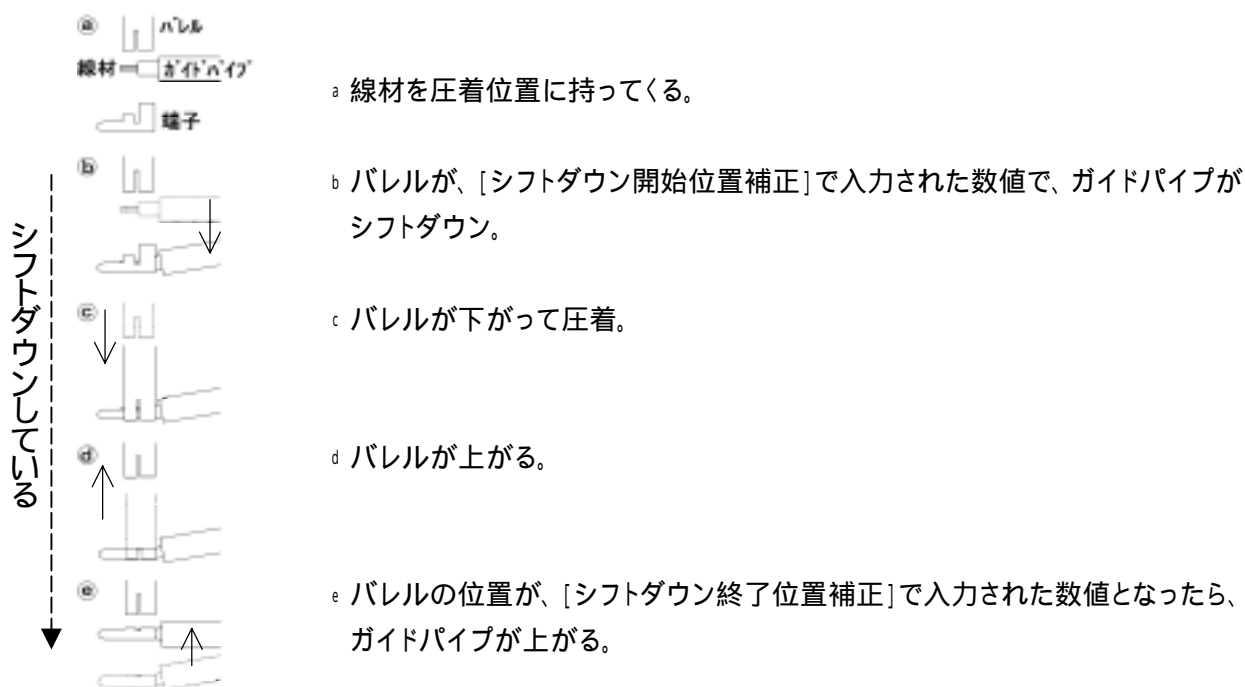 ⓐ バレル
線材 ガイドパイプ
端子
a 線材を圧着位置に持ってくる。
ⓑ
b バレルが、[シフトダウン開始位置補正]で入力された数値で、ガイドパイプが
シフトダウン。
シフトダウンしている
ⓒ
c バレルが下がって圧着。
ⓓ
d バレルが上がる。
ⓔ
e バレルの位置が、[シフトダウン終了位置補正]で入力された数値となったら、
ガイドパイプが上がる。